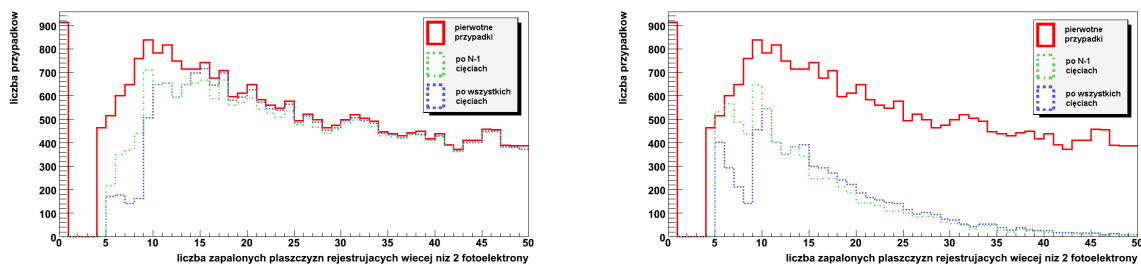 liczba przypadkow
900
800
700
600
500
400
300
200
100
0
0
5
10
15
20
25
30
35
40
45
50
liczba zapalonych plaszczyzn rejestrujacych wiecej niz 2 fotoelektrony
pierwotne
przypadki
po N-1
cięciach
po wszystkich
cięciach
liczba przypadkow
900
800
700
600
500
400
300
200
100
0
0
5
10
15
20
25
30
35
40
45
50
liczba zapalonych plaszczyzn rejestrujacych wiecej niz 2 fotoelektrony
pierwotne
przypadki
po N-1
cięciach
po wszystkich
cięciach